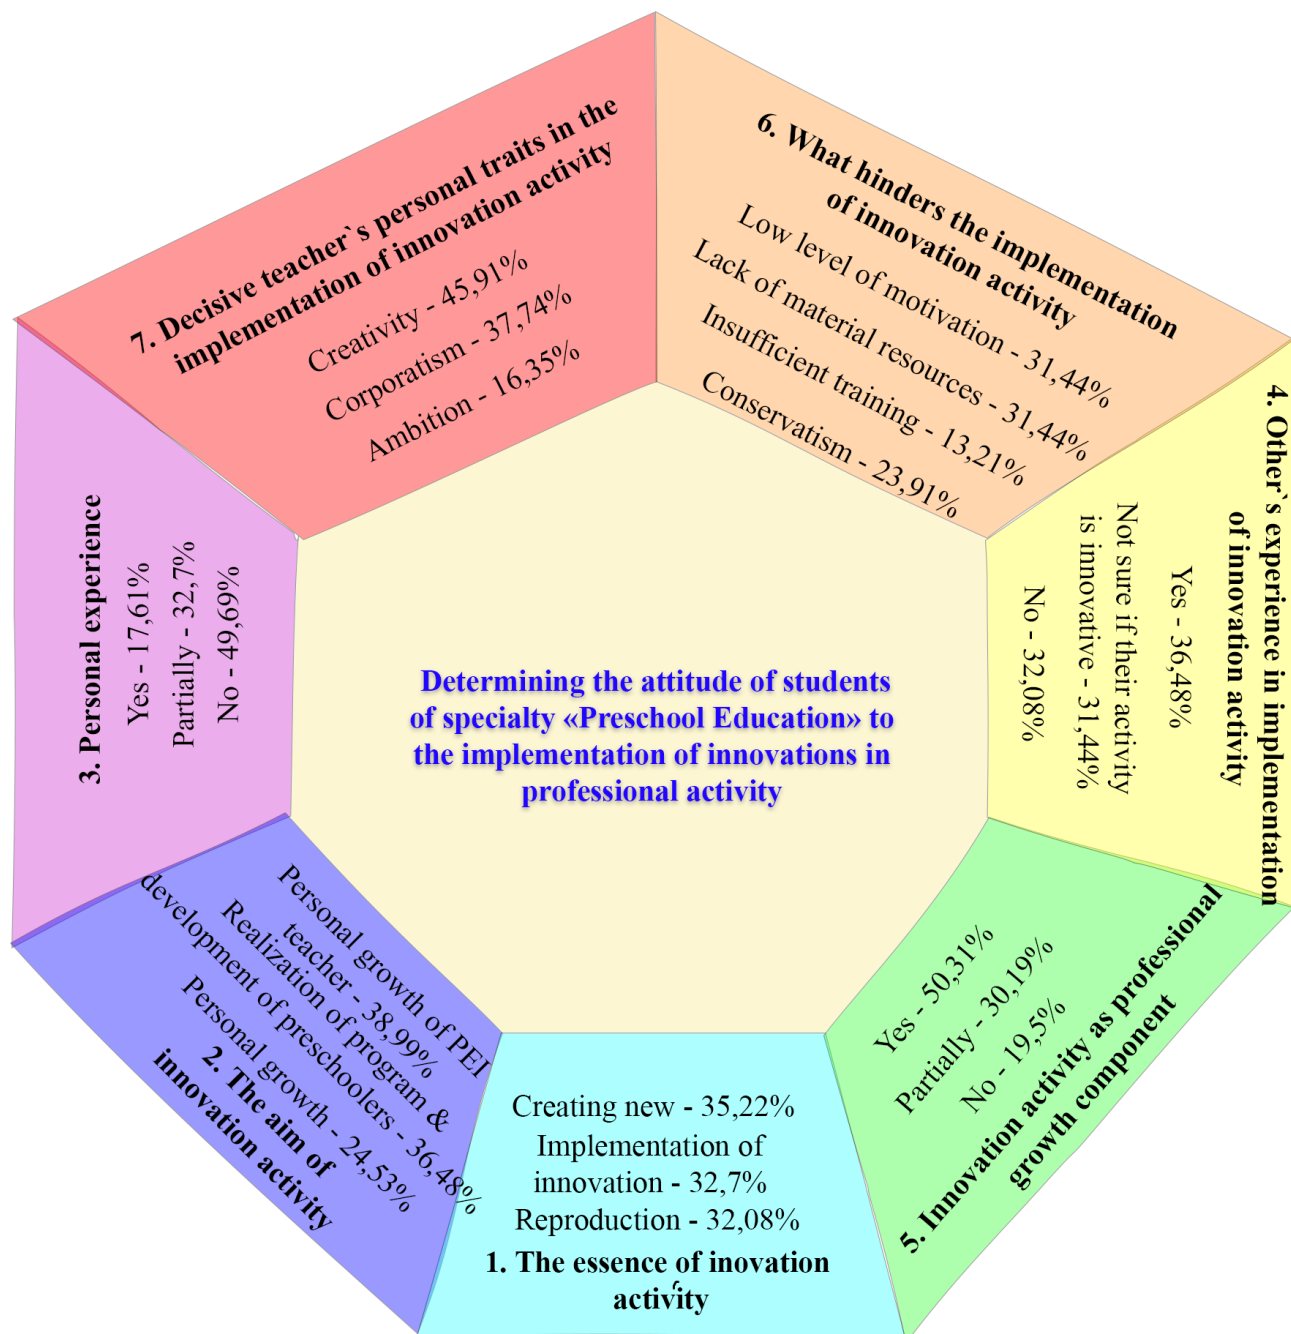 7. Decisive teacher`s personal traits in the
implementation of innovation activity
Creativity - 45,91%
Corporatism - 37,74%
Ambition - 16,35%
6. What hinders the implementation
of innovation activity
Low level of motivation - 31,44%
Lack of material resources - 31,44%
Insufficient training - 13,21%
Conservatism - 23,91%
4. Other`s experience in implementation
of innovation activity
Yes - 36,48%
Not sure if their activity
is innovative - 31,44%
No - 32,08%
3. Personal experience
Yes - 17,61%
Partially - 32,7%
No - 49,69%
Determining the attitude of students
of specialty «Preschool Education» to
the implementation of innovations in
professional activity
Personal growth of PEI
teacher - 38,99%
Realization of program &
development of preschoolers - 36,48%
Personal growth - 24,53%
2. The aim of
innovation activity
Yes - 50,31%
Partially - 30,19%
No - 19,5%
5. Innovation activity as professional
growth component
Creating new - 35,22%
Implementation of
innovation - 32,7%
Reproduction - 32,08%
1. The essence of inovation
activity